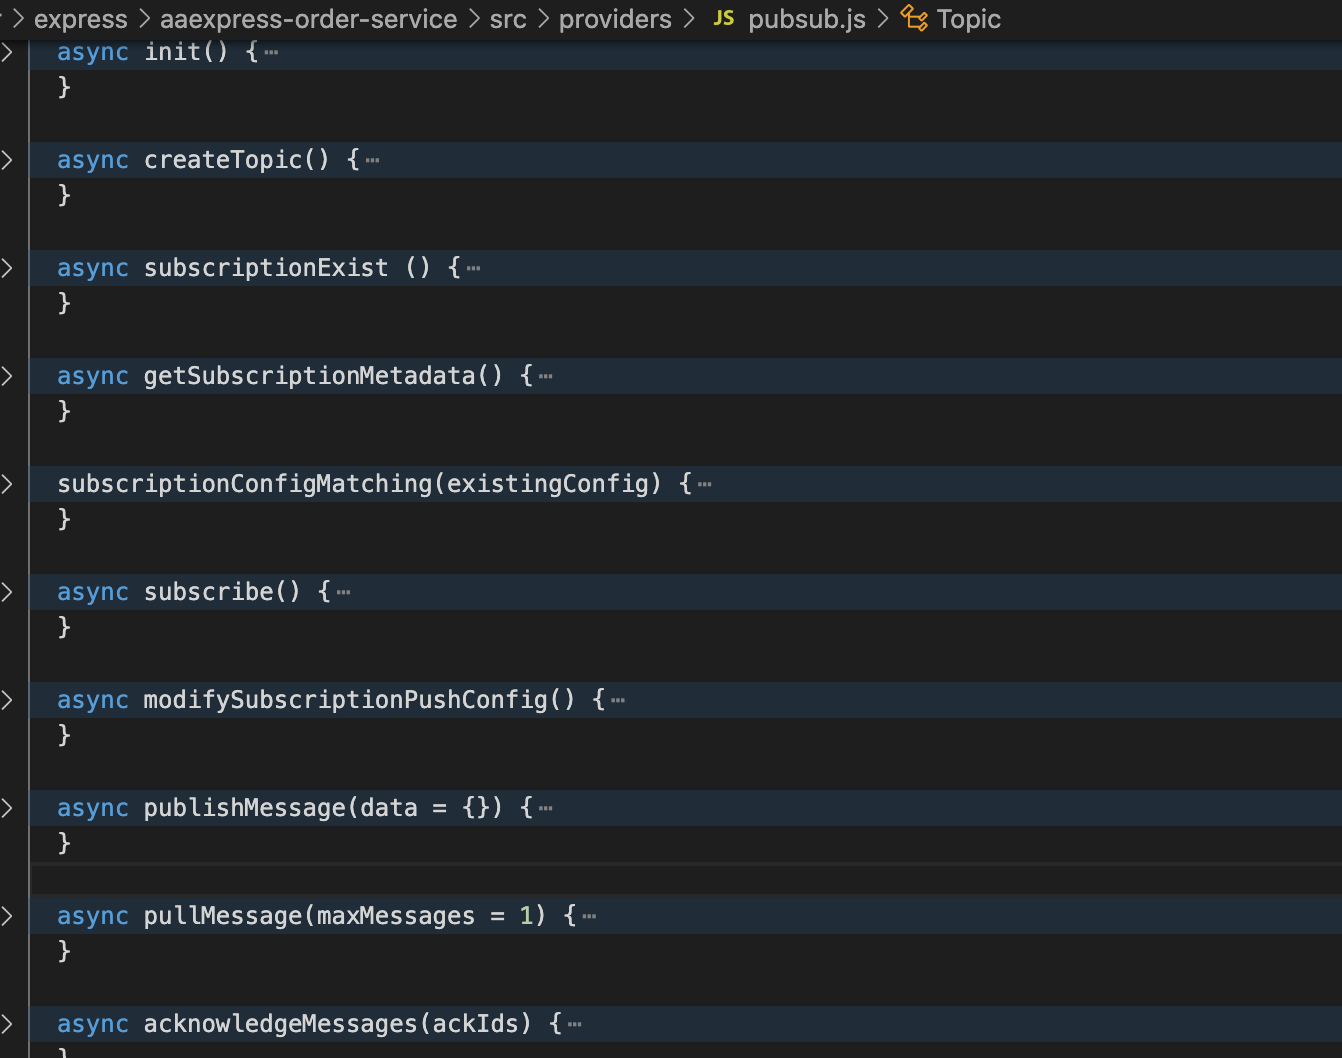 express > aaexpress-order-service > src > providers > JS pubsub.js > Topic
async init() {…
}
async createTopic() {…
}
async subscriptionExist () {…
}
async getSubscriptionMetadata() {…
}
subscriptionConfigMatching(existingConfig) {…
}
async subscribe() {…
}
async modifySubscriptionPushConfig() {…
}
async publishMessage(data = {}) {…
}
async pullMessage(maxMessages = 1) {…
}
async acknowledgeMessages(ackIds) {…
}